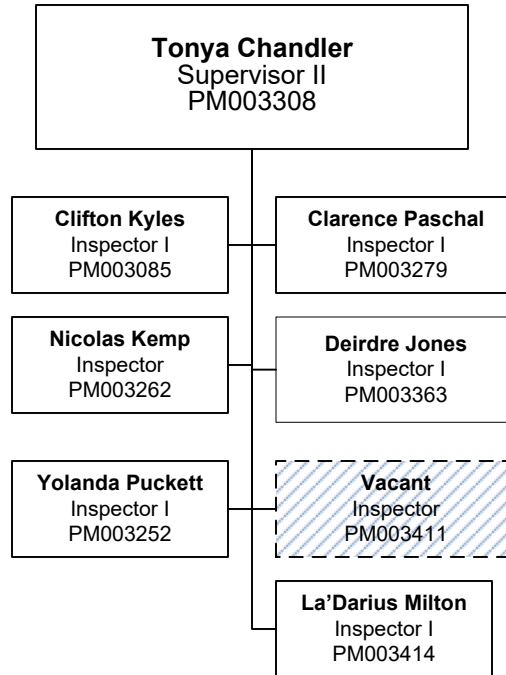 Tonya Chandler
Supervisor II
PM003308
Clifton Kyles
Inspector I
PM003085
Clarence Paschal
Inspector I
PM003279
Nicolas Kemp
Inspector
PM003262
Deirdre Jones
Inspector I
PM003363
Yolanda Puckett
Inspector I
PM003252
Vacant
Inspector
PM003411
La’Darius Milton
Inspector I
PM003414